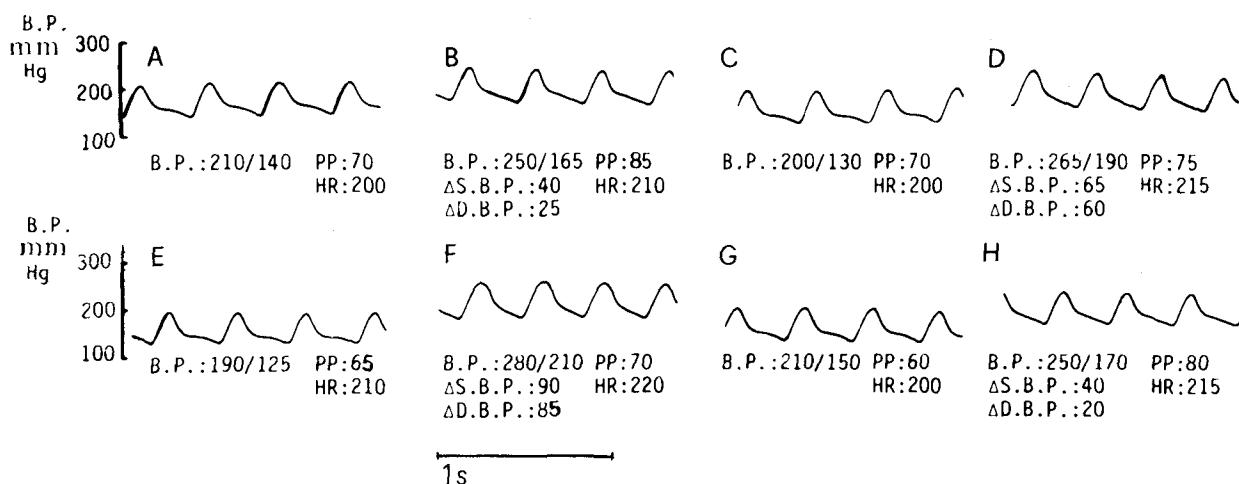 B.P.
mm
Hg
300
200
100
A
B.P.:210/140 PP:70
HR:200
B
B.P.:250/165 PP:85
ΔS.B.P.:40 HR:210
ΔD.B.P.:25
C
B.P.:200/130 PP:70
HR:200
D
B.P.:265/190 PP:75
ΔS.B.P.:65 HR:215
ΔD.B.P.:60
B.P.
mm
Hg
300
200
100
E
B.P.:190/125 PP:65
HR:210
F
B.P.:280/210 PP:70
ΔS.B.P.:90 HR:220
ΔD.B.P.:85
G
B.P.:210/150 PP:60
HR:200
H
B.P.:250/170 PP:80
ΔS.B.P.:40 HR:215
ΔD.B.P.:20
1s